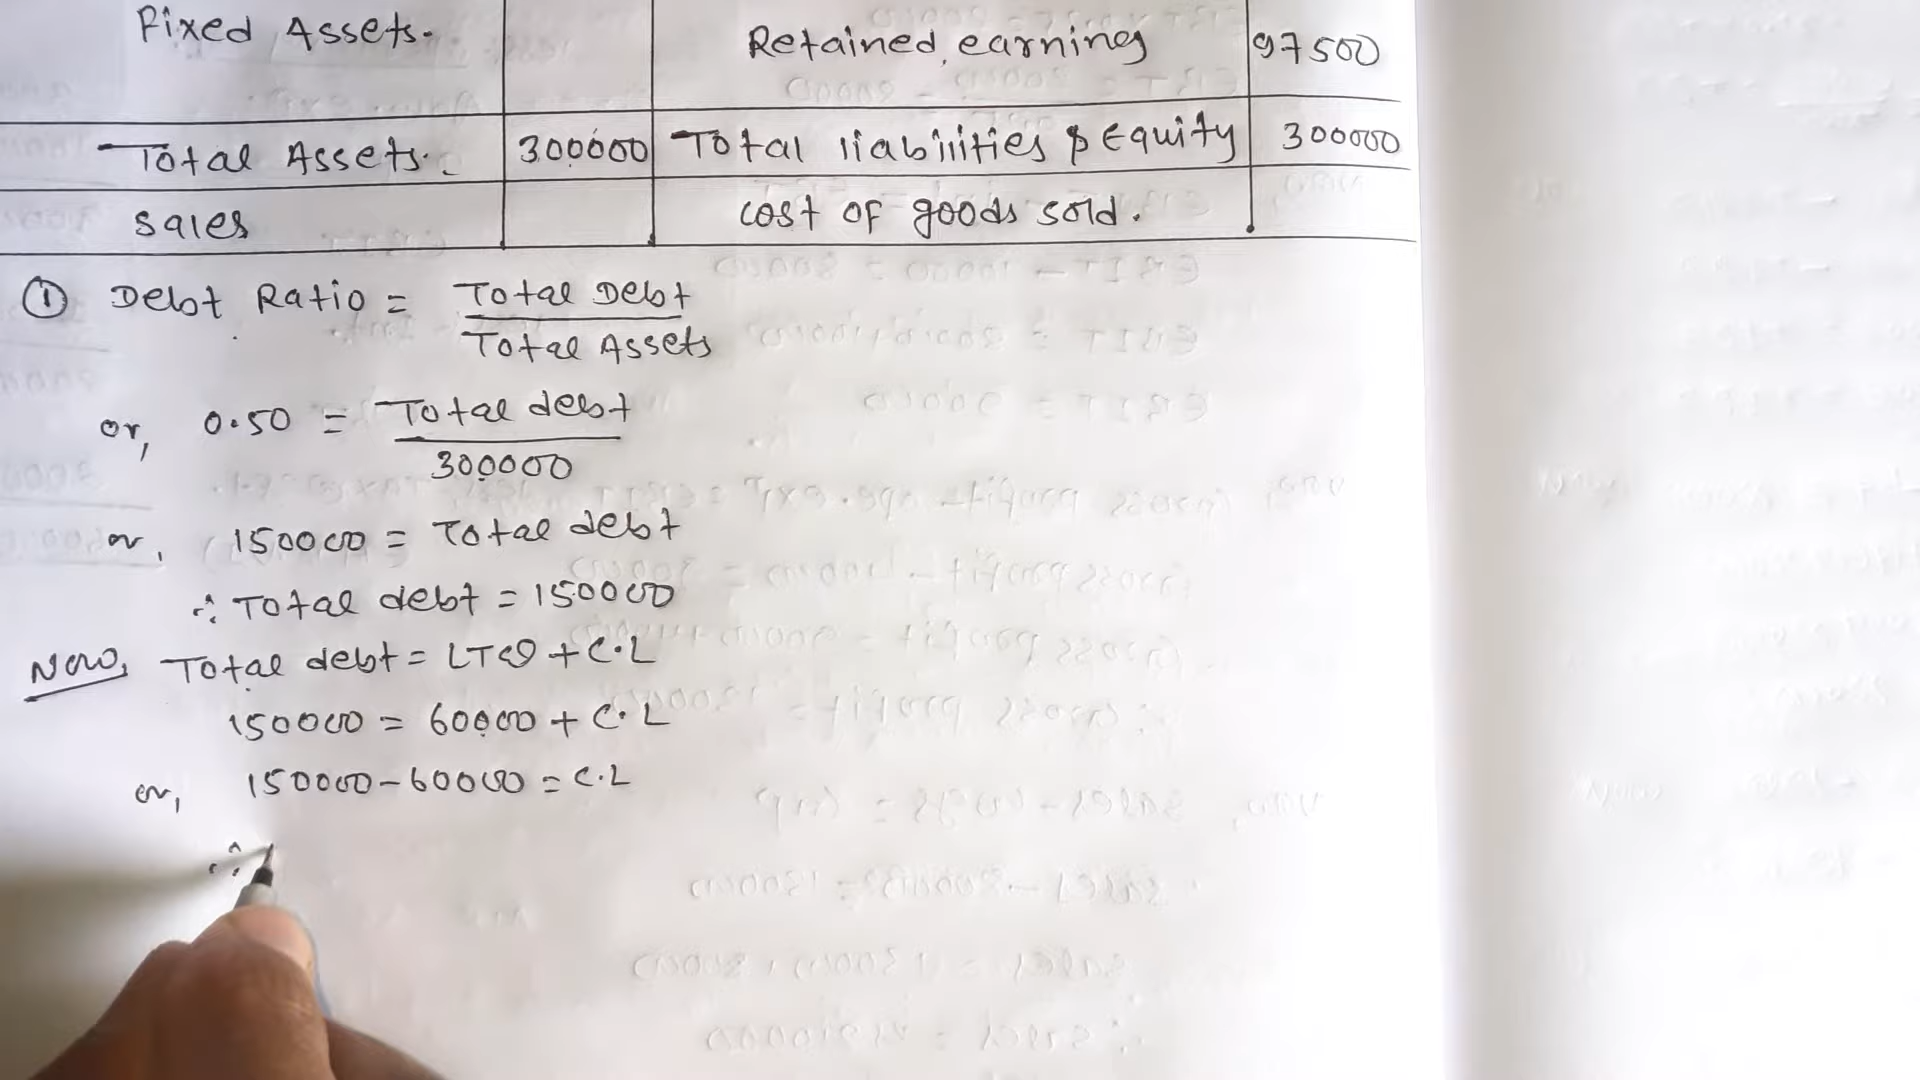 Fixed Assets. Retained earning 97500
Total Assets. 300000 Total liabilities & Equity 300000
sales cost of goods sold.
① Debt Ratio = Total Debt
Total Assets
or, 0.50 = Total debt
300000
or, 150000 = Total debt
∴ Total debt = 150000
Now, Total debt = LTD + C.L
150000 = 60000 + C.L
or, 150000 - 60000 = C.L
∴